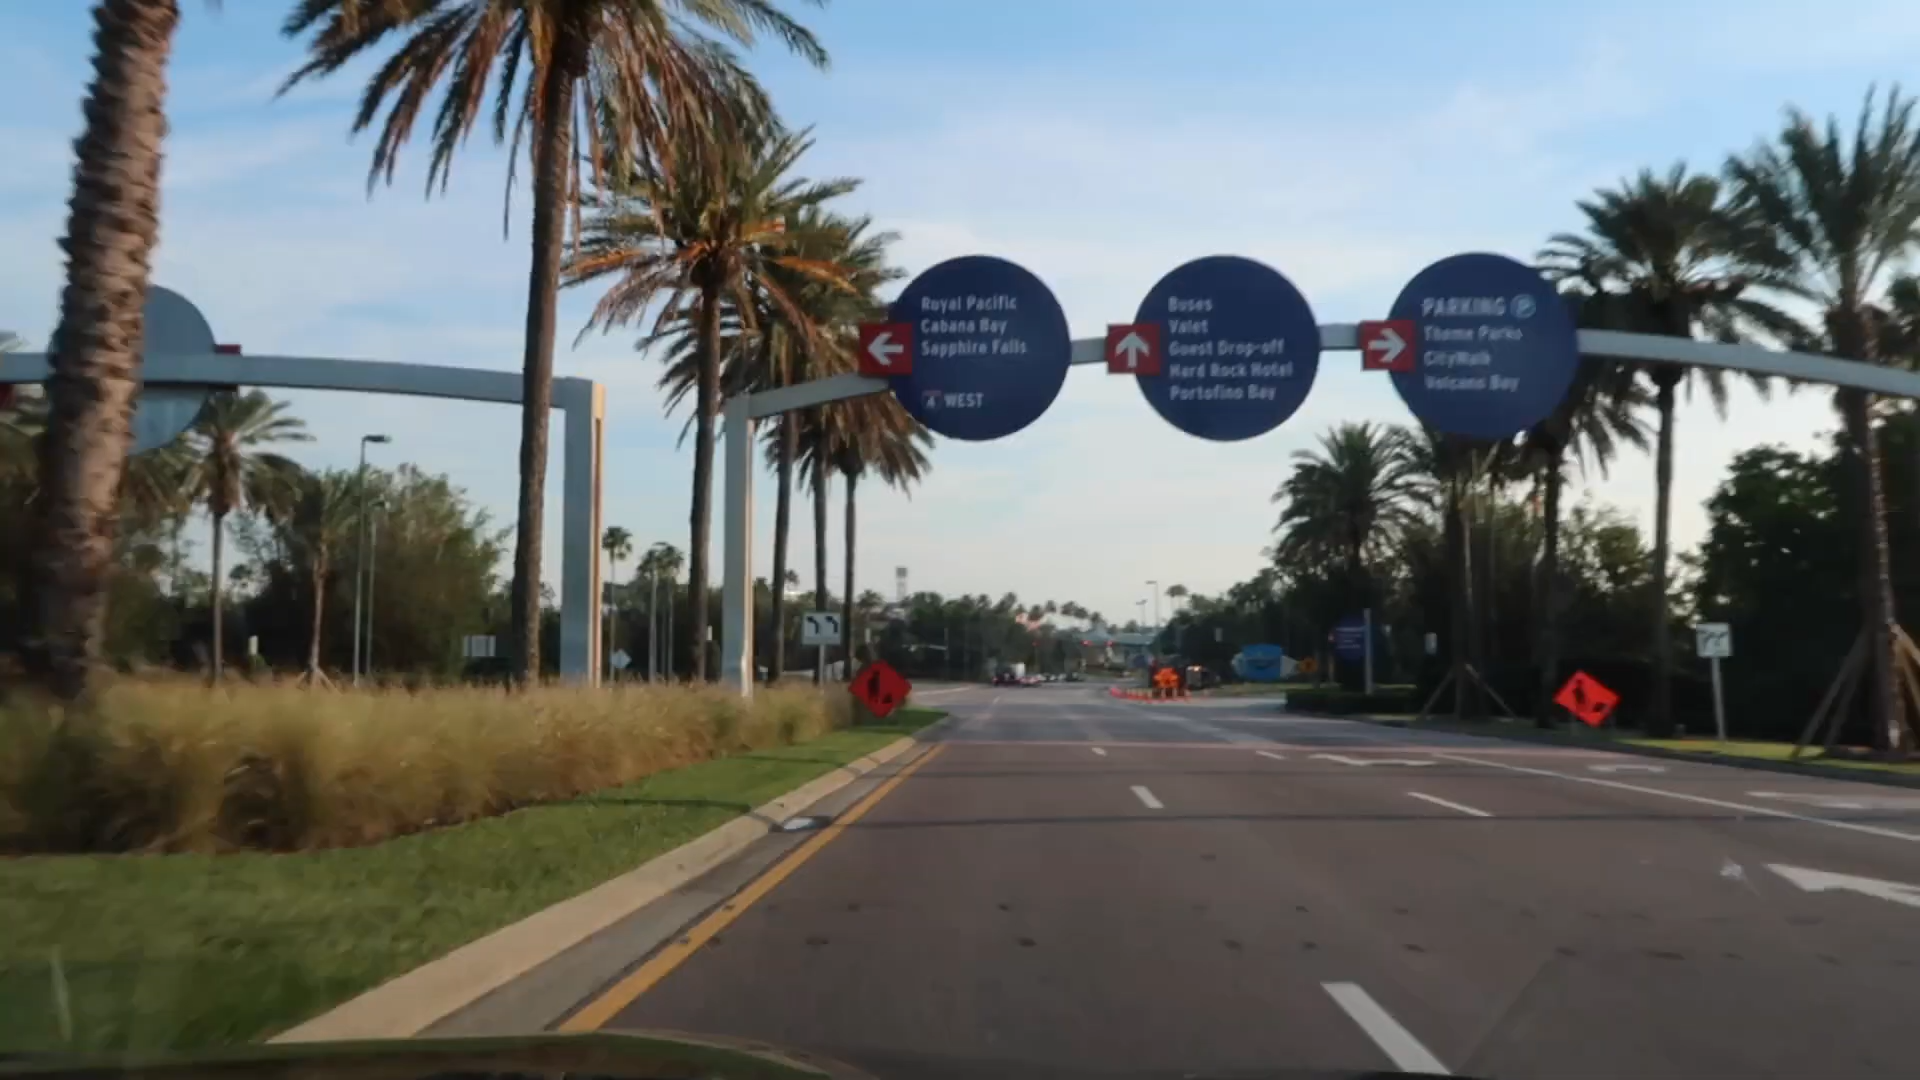 Royal Pacific
Cabana Bay
Sapphire Falls
4 WEST
Buses
Valet
Guest Drop-off
Hard Rock Hotel
Portofino Bay
PARKING P
Theme Parks
CityWalk
Volcano Bay